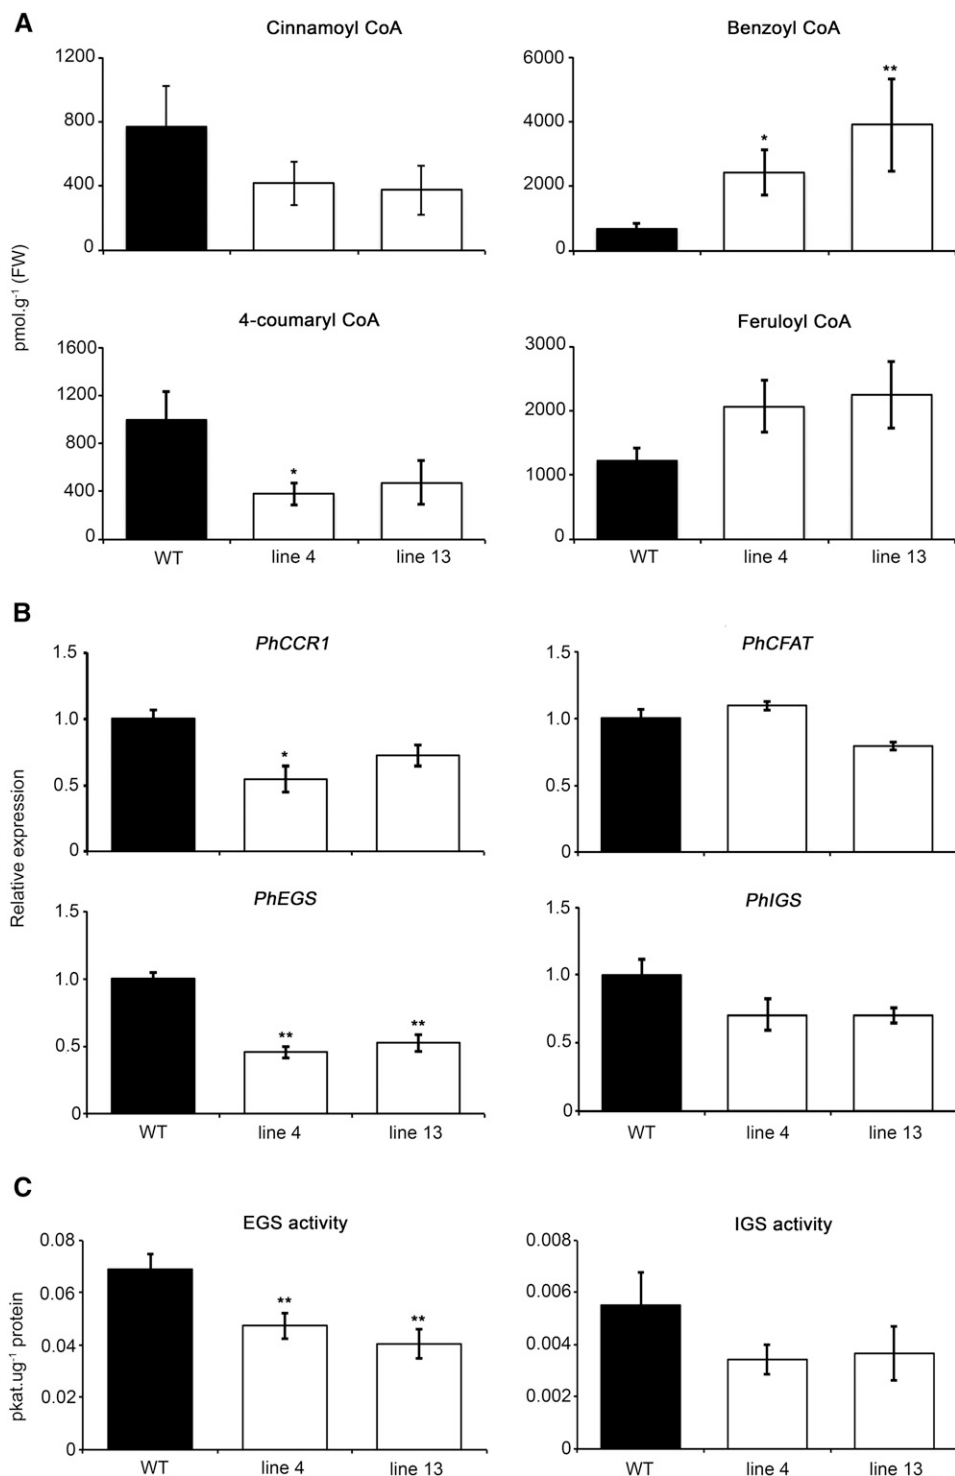 A
Cinnamoyl CoA
Benzoyl CoA
1200
800
400
0
6000
4000
2000
0
*
**
pmol.g⁻¹ (FW)
4-coumaryl CoA
Feruloyl CoA
1600
1200
800
400
0
*
3000
2000
1000
0
WT line 4 line 13
WT line 4 line 13
B
PhCCR1
PhCFAT
1.5
1.0
0.5
0
*
1.5
1.0
0.5
0
Relative expression
PhEGS
PhIGS
1.5
1.0
0.5
0
**
**
1.5
1.0
0.5
0
WT line 4 line 13
WT line 4 line 13
C
EGS activity
IGS activity
0.08
0.06
0.04
0.02
0
**
**
0.008
0.006
0.004
0.002
0
pkat.ug⁻¹ protein
WT line 4 line 13
WT line 4 line 13